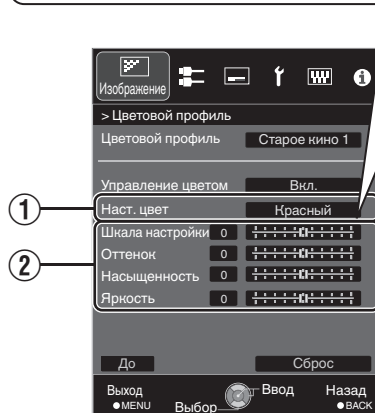 Изображение
> Цветовой профиль
Цветовой профиль Старое кино 1
Управление цветом Вкл.
1 Наст. цвет Красный
Шкала настройки 0
2 Оттенок 0
Насыщенность 0
Яркость 0
До Сброс
Выход Ввод Назад
●MENU Выбор ●BACK